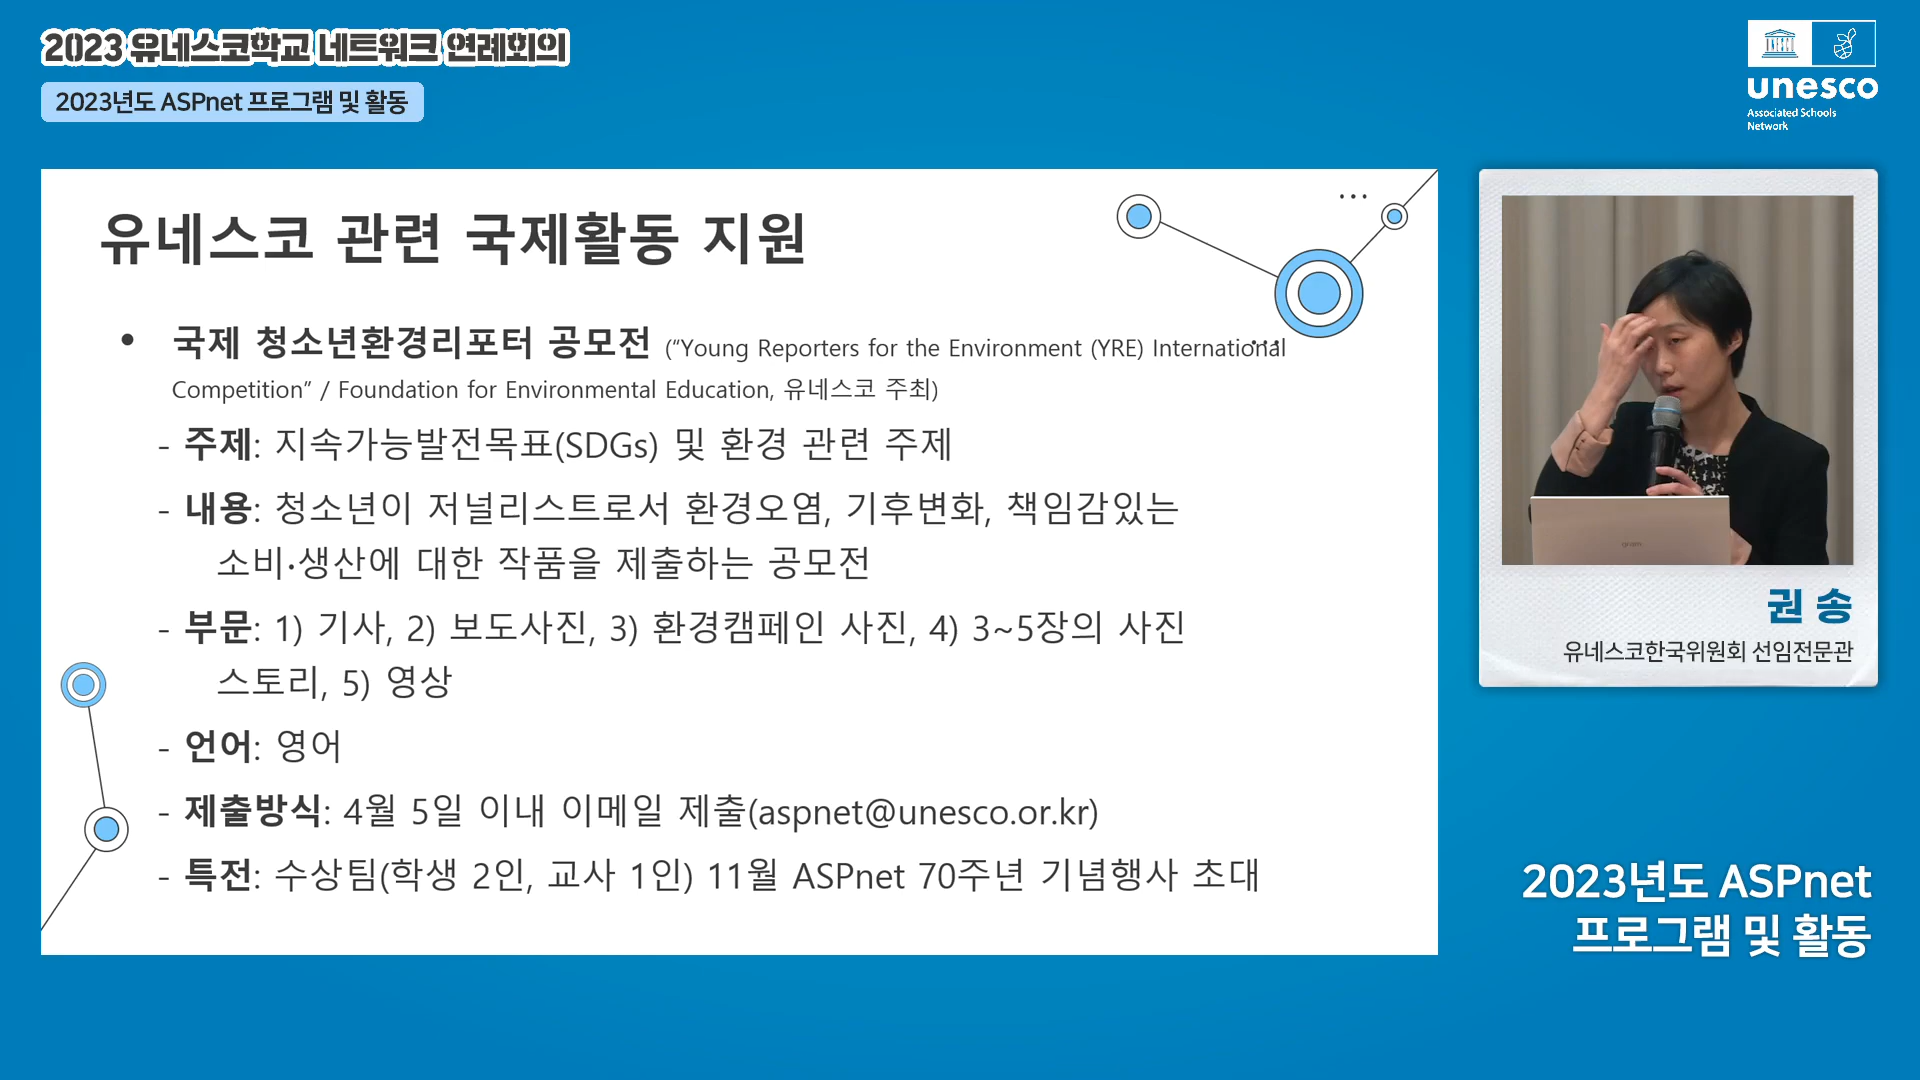 2023 유네스코학교 네트워크 연례회의
2023년도 ASPnet 프로그램 및 활동
unesco
Associated Schools
Network
유네스코 관련 국제활동 지원
• 국제 청소년환경리포터 공모전 (“Young Reporters for the Environment (YRE) International
Competition” / Foundation for Environmental Education, 유네스코 주최)
- 주제: 지속가능발전목표(SDGs) 및 환경 관련 주제
- 내용: 청소년이 저널리스트로서 환경오염, 기후변화, 책임감있는
소비·생산에 대한 작품을 제출하는 공모전
- 부문: 1) 기사, 2) 보도사진, 3) 환경캠페인 사진, 4) 3~5장의 사진
스토리, 5) 영상
- 언어: 영어
- 제출방식: 4월 5일 이내 이메일 제출(aspnet@unesco.or.kr)
- 특전: 수상팀(학생 2인, 교사 1인) 11월 ASPnet 70주년 기념행사 초대
gram
권 송
유네스코한국위원회 선임전문관
2023년도 ASPnet
프로그램 및 활동